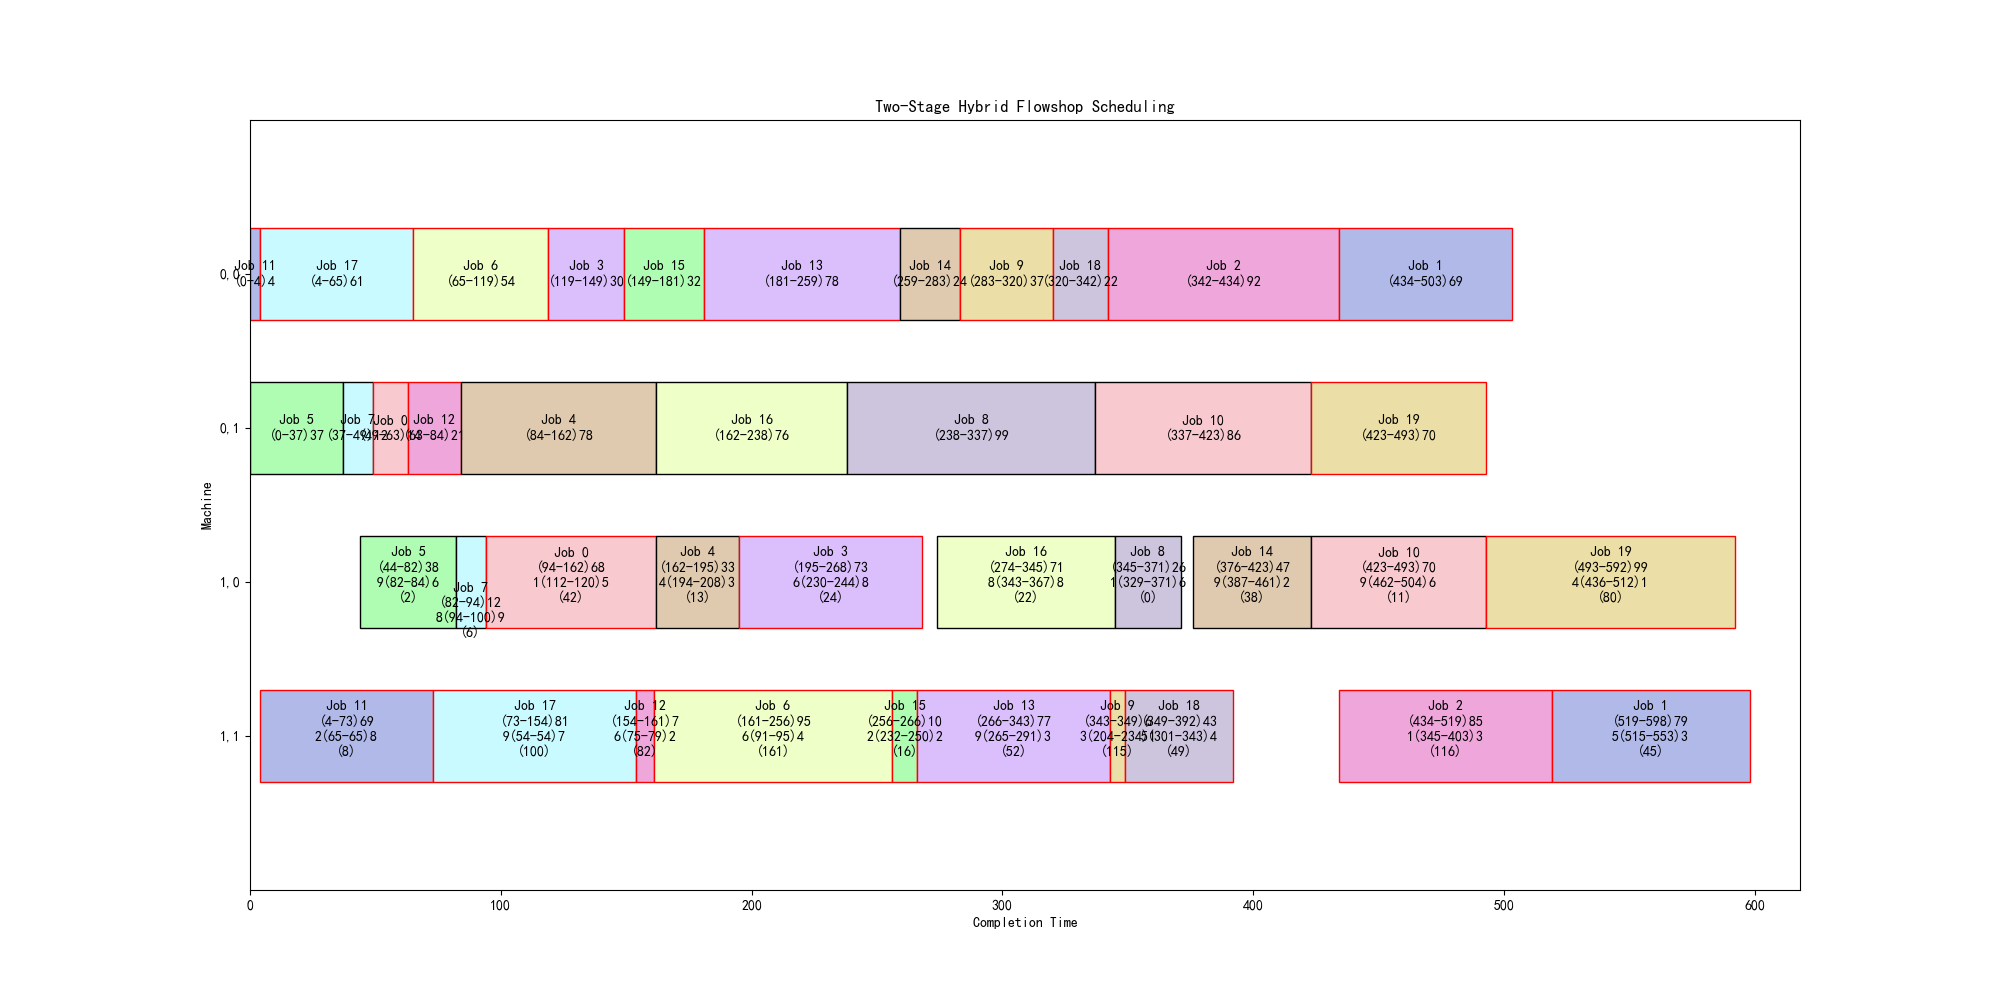 Two-Stage Hybrid Flowshop Scheduling
Machine
0,0
Job 11
(0-4)4
Job 17
(4-65)61
Job 6
(65-119)54
Job 3
(119-149)30
Job 15
(149-181)32
Job 13
(181-259)78
Job 14
(259-283)24
Job 9
(283-320)37
Job 18
(320-342)22
Job 2
(342-434)92
Job 1
(434-503)69
0,1
Job 5
(0-37)37
Job 7
(37-49)12
Job 0
(49-63)14
Job 12
(63-84)21
Job 4
(84-162)78
Job 16
(162-238)76
Job 8
(238-337)99
Job 10
(337-423)86
Job 19
(423-493)70
1,0
Job 5
(44-82)38
9(82-84)6
(2)
Job 7
(82-94)12
8(94-100)9
(6)
Job 0
(94-162)68
1(112-120)5
(42)
Job 4
(162-195)33
4(194-208)3
(13)
Job 3
(195-268)73
6(230-244)8
(24)
Job 16
(274-345)71
8(343-367)8
(22)
Job 8
(345-371)26
1(329-371)6
(0)
Job 14
(376-423)47
9(387-461)2
(38)
Job 10
(423-493)70
9(462-504)6
(11)
Job 19
(493-592)99
4(436-512)1
(80)
1,1
Job 11
(4-73)69
2(65-65)8
(8)
Job 17
(73-154)81
9(54-54)7
(100)
Job 12
(154-161)7
6(75-79)2
(82)
Job 6
(161-256)95
6(91-95)4
(161)
Job 15
(256-266)10
2(232-250)2
(16)
Job 13
(266-343)77
9(265-291)3
(52)
Job 9
(343-349)6
3(204-234)1
(115)
Job 18
(349-392)43
5(301-343)4
(49)
Job 2
(434-519)85
1(345-403)3
(116)
Job 1
(519-598)79
5(515-553)3
(45)
0
100
200
300
400
500
600
Completion Time